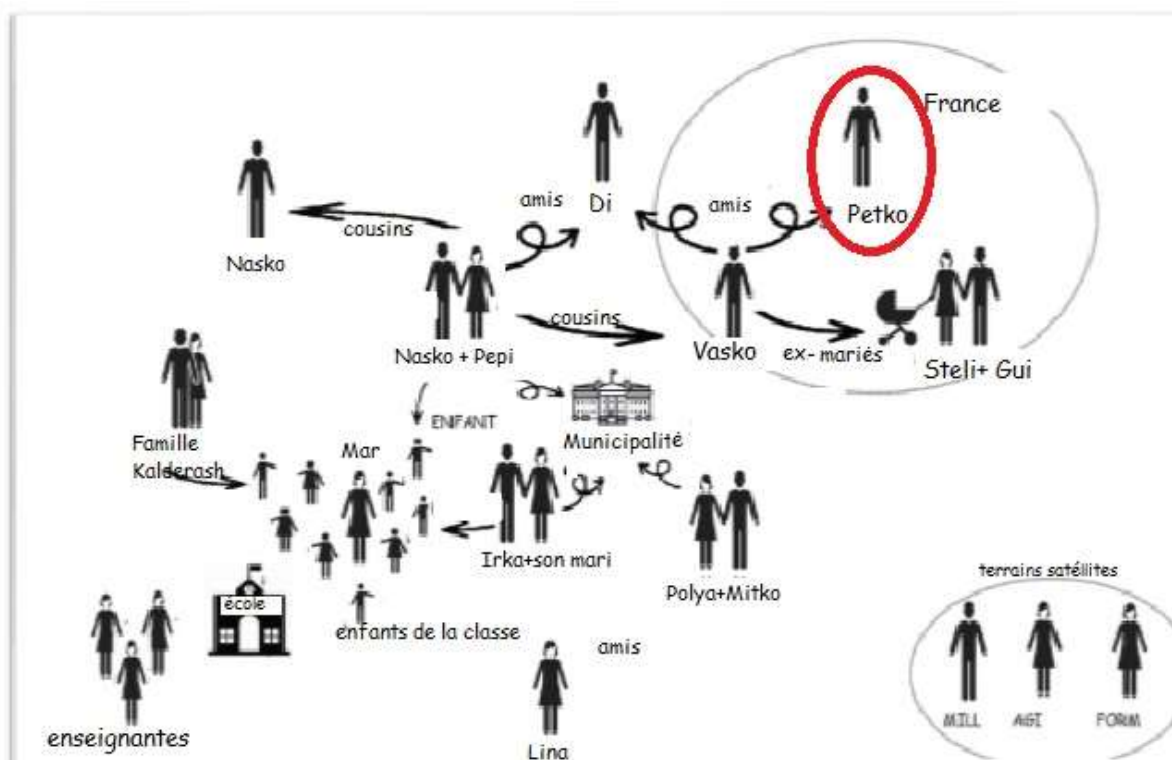 France
amis
Di
amis
Petko
cousins
Nasko
cousins
Nasko + Pepi
Vasko
ex-mariés
Steli+ Gui
ENFANT
Municipalité
Famille
Kalderash
Mar
Irka+son mari
Polya+Mitko
terrains satéllites
école
enfants de la classe
amis
MILL
AGI
FORM
enseignantes
Lina